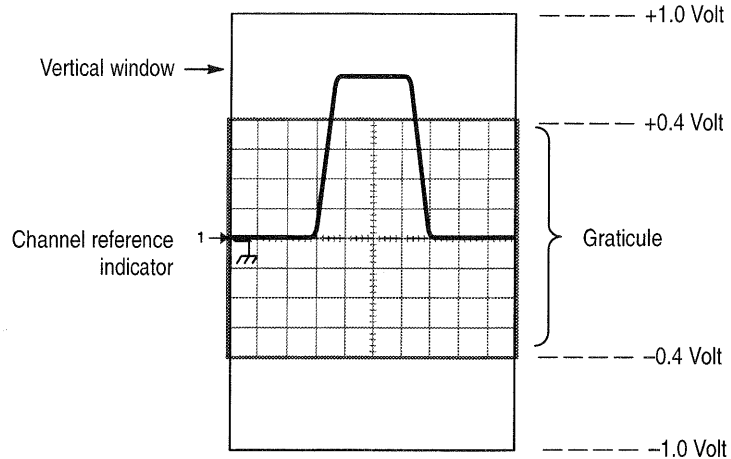 +1.0 Volt
Vertical window
+0.4 Volt
Channel reference
indicator
1
Graticule
–0.4 Volt
–1.0 Volt